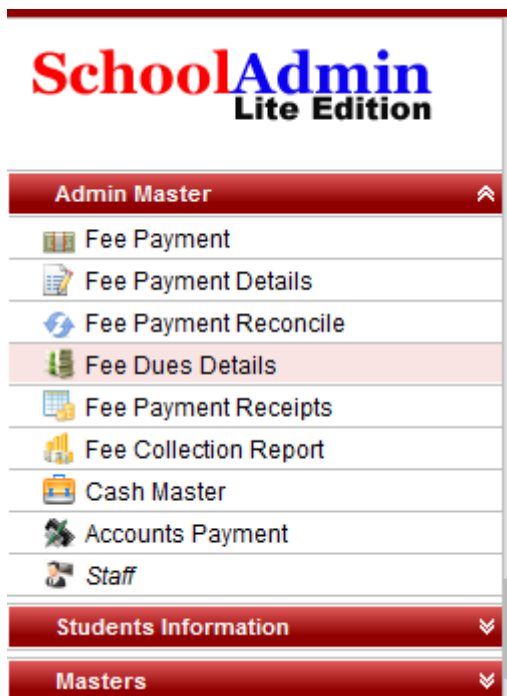 SchoolAdmin
Lite Edition
Admin Master
Fee Payment
Fee Payment Details
Fee Payment Reconcile
Fee Dues Details
Fee Payment Receipts
Fee Collection Report
Cash Master
Accounts Payment
Staff
Students Information
Masters